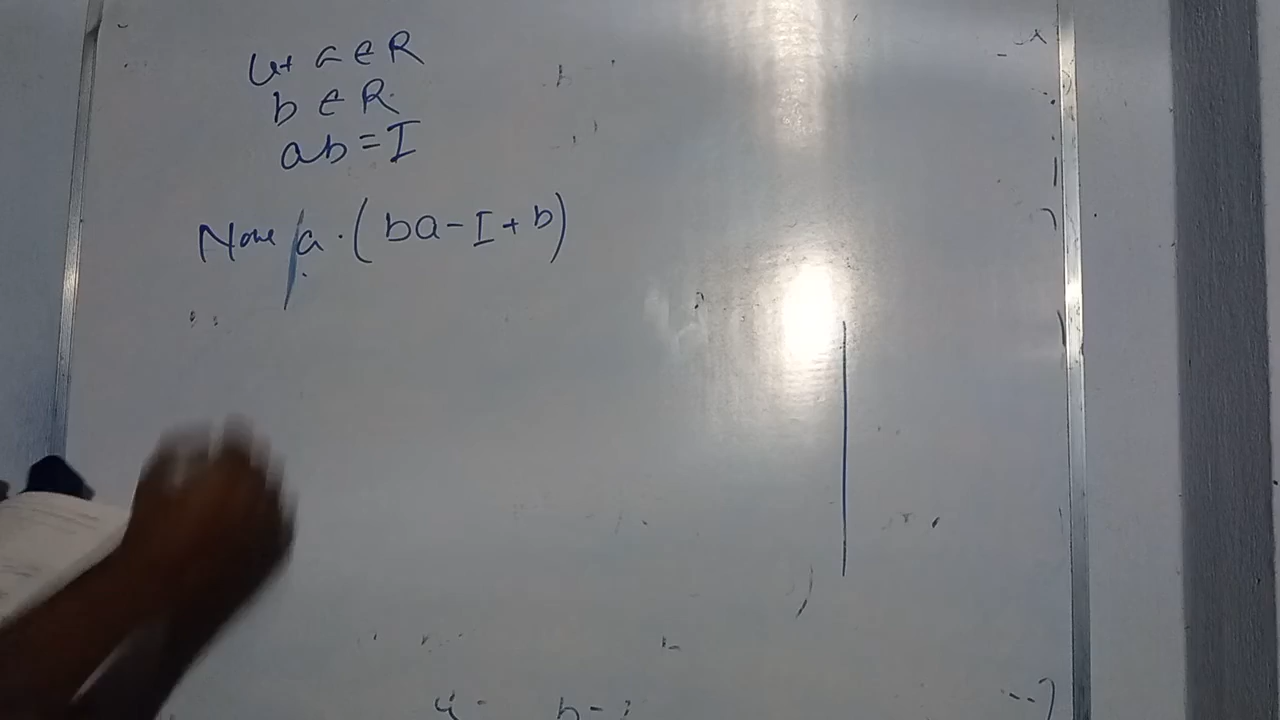 Let a ∈ R
b ∈ R.
ab = I
Now a · (ba - I + b)